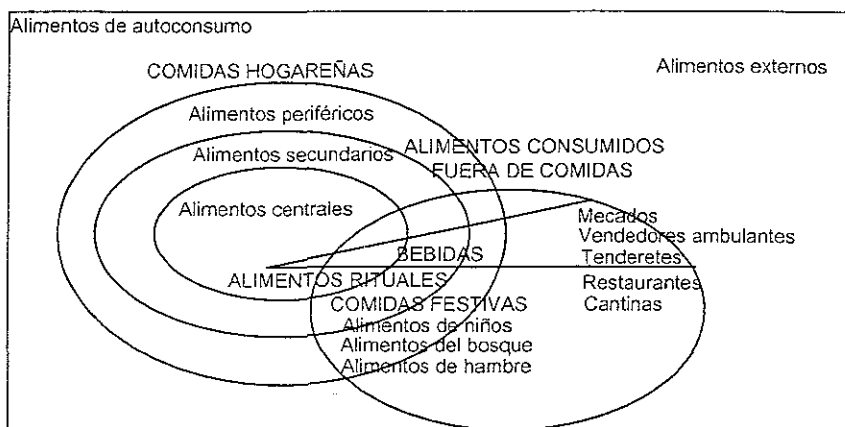 Alimentos de autoconsumo
COMIDAS HOGAREÑAS
Alimentos externos
Alimentos periféricos
Alimentos secundarios
ALIMENTOS CONSUMIDOS
FUERA DE COMIDAS
Alimentos centrales
Mecados
Vendedores ambulantes
BEBIDAS
Tenderetes
ALIMENTOS RITUALES
Restaurantes
COMIDAS FESTIVAS
Cantinas
Alimentos de niños
Alimentos del bosque
Alimentos de hambre